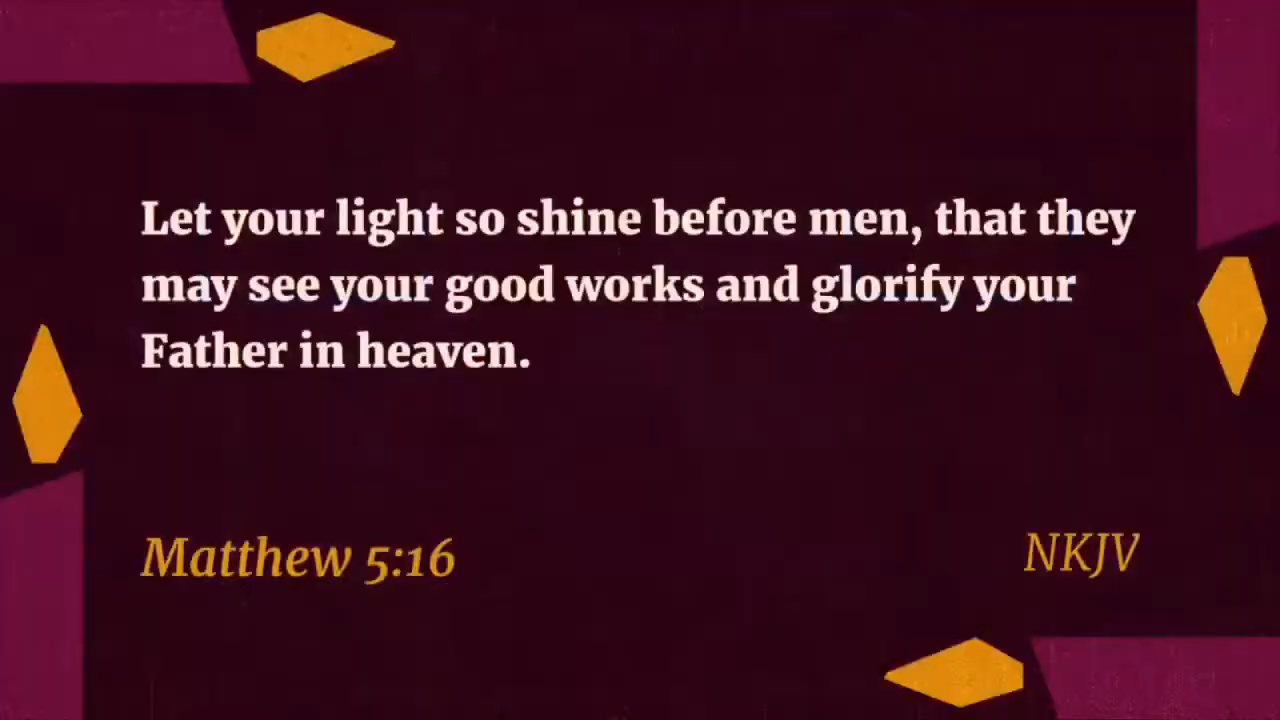 Let your light so shine before men, that they
may see your good works and glorify your
Father in heaven.
Matthew 5:16
NKJV